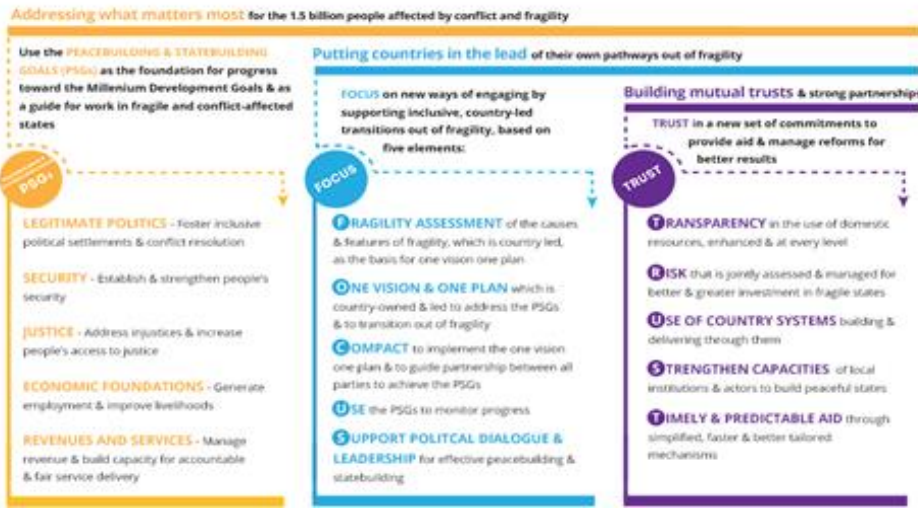 Addressing what matters most for the 1.5 billion people affected by conflict and fragility
Use the PEACEBUILDING & STATEBUILDING
GOALS (PSGs) as the foundation for progress
toward the Millenium Development Goals & as
a guide for work in fragile and conflict-affected
states
PSGs
LEGITIMATE POLITICS - Foster inclusive
political settlements & conflict resolution
SECURITY - Establish & strengthen people's
security
JUSTICE - Address injustices & increase
people's access to justice
ECONOMIC FOUNDATIONS - Generate
employment & improve livelihoods
REVENUES AND SERVICES - Manage
revenue & build capacity for accountable
& fair service delivery
Putting countries in the lead of their own pathways out of fragility
FOCUS on new ways of engaging by
supporting inclusive, country-led
transitions out of fragility, based on
five elements:
FOCUS
FRAGILITY ASSESSMENT of the causes
& features of fragility, which is country led,
as the basis for one vision one plan
ONE VISION & ONE PLAN which is
country-owned & led to address the PSGs
& to transition out of fragility
COMPACT to implement the one vision
one plan & to guide partnership between all
parties to achieve the PSGs
USE the PSGs to monitor progress
SUPPORT POLITCAL DIALOGUE &
LEADERSHIP for effective peacebuilding &
statebuilding
Building mutual trusts & strong partnerships
TRUST in a new set of commitments to
provide aid & manage reforms for
better results
TRUST
TRANSPARENCY in the use of domestic
resources, enhanced & at every level
RISK that is jointly assessed & managed for
better & greater investment in fragile states
USE OF COUNTRY SYSTEMS building &
delivering through them
STRENGTHEN CAPACITIES of local
institutions & actors to build peaceful states
TIMELY & PREDICTABLE AID through
simplified, faster & better tailored
mechanisms